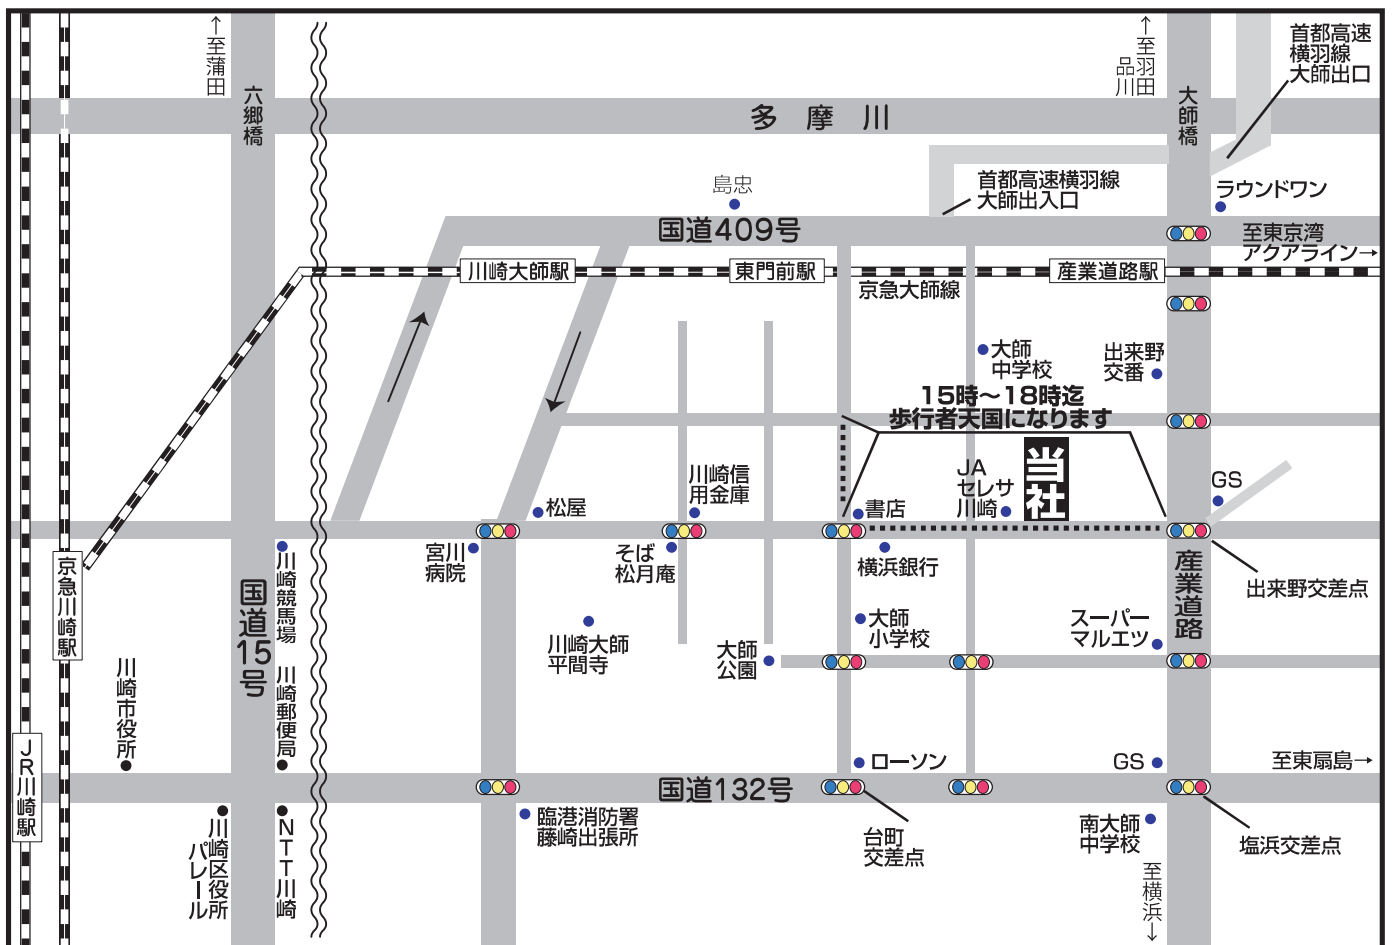 ↑至蒲田
六郷橋
多摩川
↑至羽田
品川
大師橋
首都高速
横羽線
大師出口
島忠
首都高速横羽線
大師出入口
ラウンドワン
国道409号
至東京湾
アクアライン→
川崎大師駅
東門前駅
産業道路駅
京急大師線
大師
中学校
出来野
交番
15時〜18時迄
歩行者天国になります
川崎信
用金庫
JA
セレサ
川崎
当社
GS
松屋
書店
宮川
病院
そば
松月庵
横浜銀行
産業道路
出来野交差点
京急川崎駅
川崎競馬場
国道15号
川崎大師
平間寺
大師
公園
大師
小学校
スーパー
マルエツ
川崎市役所
川崎郵便局
JR川崎駅
ローソン
GS
至東扇島→
国道132号
川崎区役所
パレール
NTT川崎
臨港消防署
藤崎出張所
台町
交差点
南大師
中学校
塩浜交差点
至横浜↓